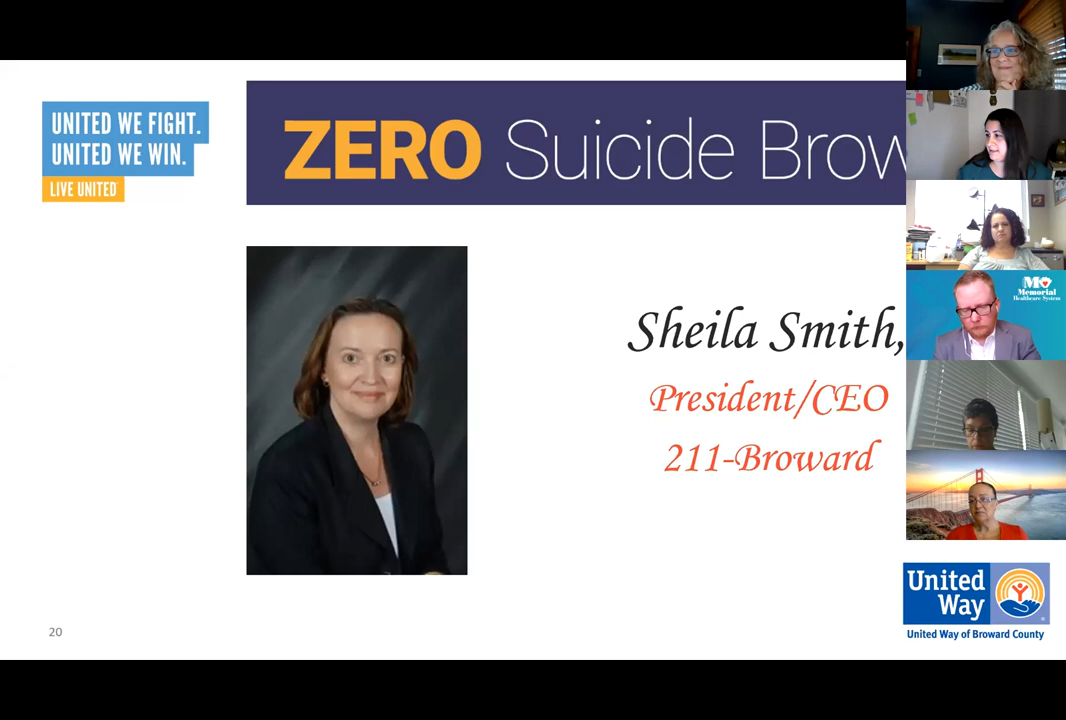 UNITED WE FIGHT.
UNITED WE WIN.
LIVE UNITED
ZERO Suicide Brow
Sheila Smith,
President/CEO
211-Broward
Memorial
Healthcare System
United
Way
United Way of Broward County
20